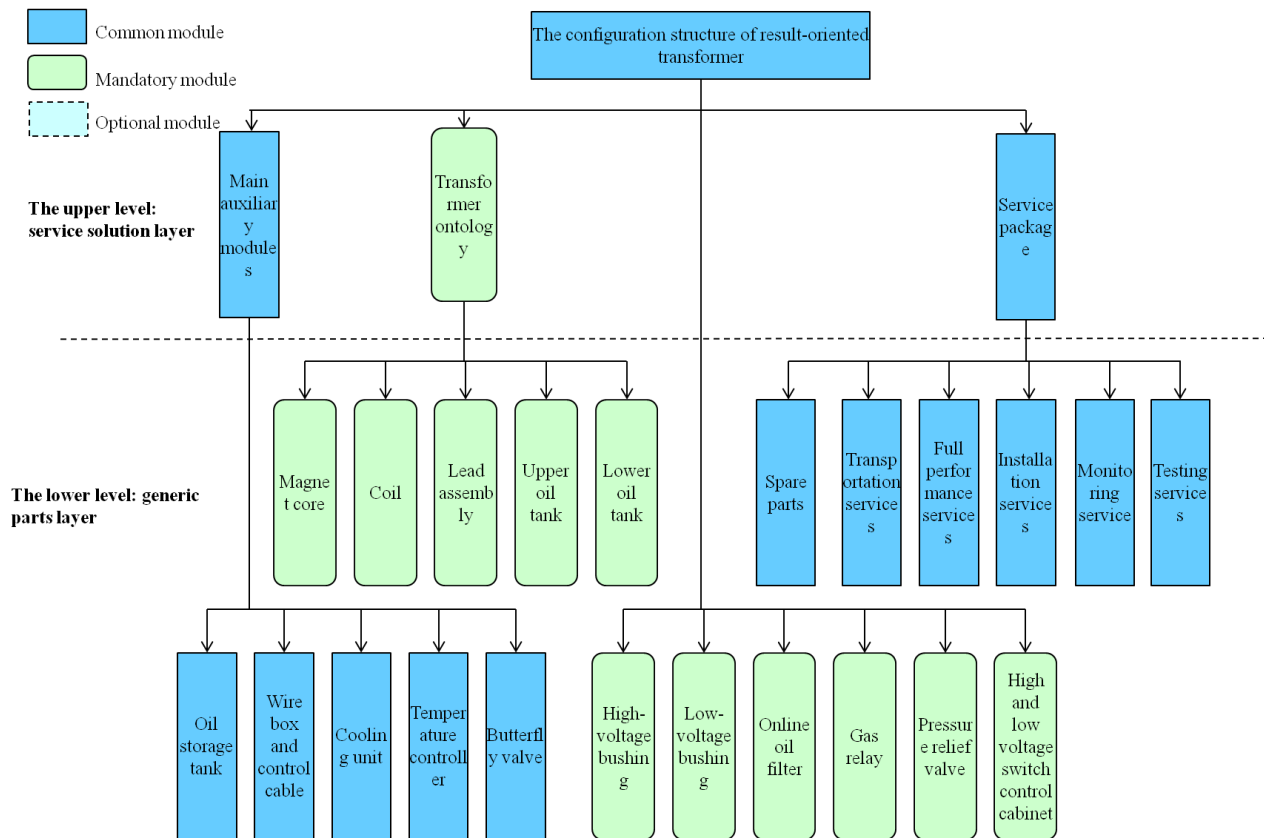 Common module
The configuration structure of result-oriented
transformer
Mandatory module
Optional module
Main
auxiliar
y
module
s
Transfo
rmer
ontolog
y
Service
packag
e
The upper level:
service solution layer
Magne
t core
Coil
Lead
assemb
ly
Upper
oil
tank
Lower
oil
tank
Spare
parts
Transp
ortation
service
s
Full
perfor
mance
service
s
Installa
tion
service
s
Monito
ring
service
Testing
service
s
The lower level: generic
parts layer
Oil
storage
tank
Wire
box
and
control
cable
Coolin
g unit
Temper
ature
controll
er
Butterfl
y valve
High-
voltage
bushin
g
Low-
voltage
bushin
g
Online
oil
filter
Gas
relay
Pressur
e relief
valve
High
and
low
voltage
switch
control
cabinet